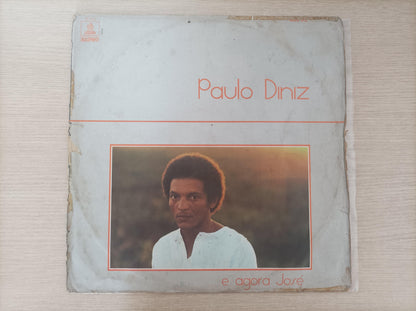 Paulo Diniz
e agora José